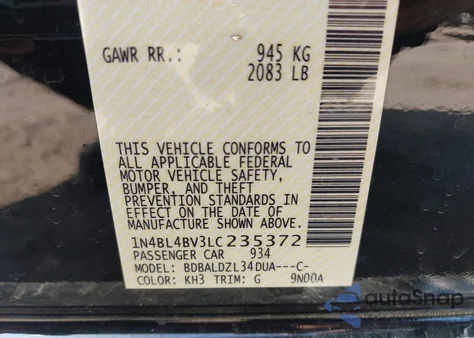 GAWR RR.: 945 KG
2083 LB
THIS VEHICLE CONFORMS TO
ALL APPLICABLE FEDERAL
MOTOR VEHICLE SAFETY,
BUMPER, AND THEFT
PREVENTION STANDARDS IN
EFFECT ON THE DATE OF
MANUFACTURE SHOWN ABOVE.
1N4BL4BV3LC235372
PASSENGER CAR 934
MODEL: BDBALDZL34DUA---C-
COLOR: KH3 TRIM: G 9N00A
autoSnap